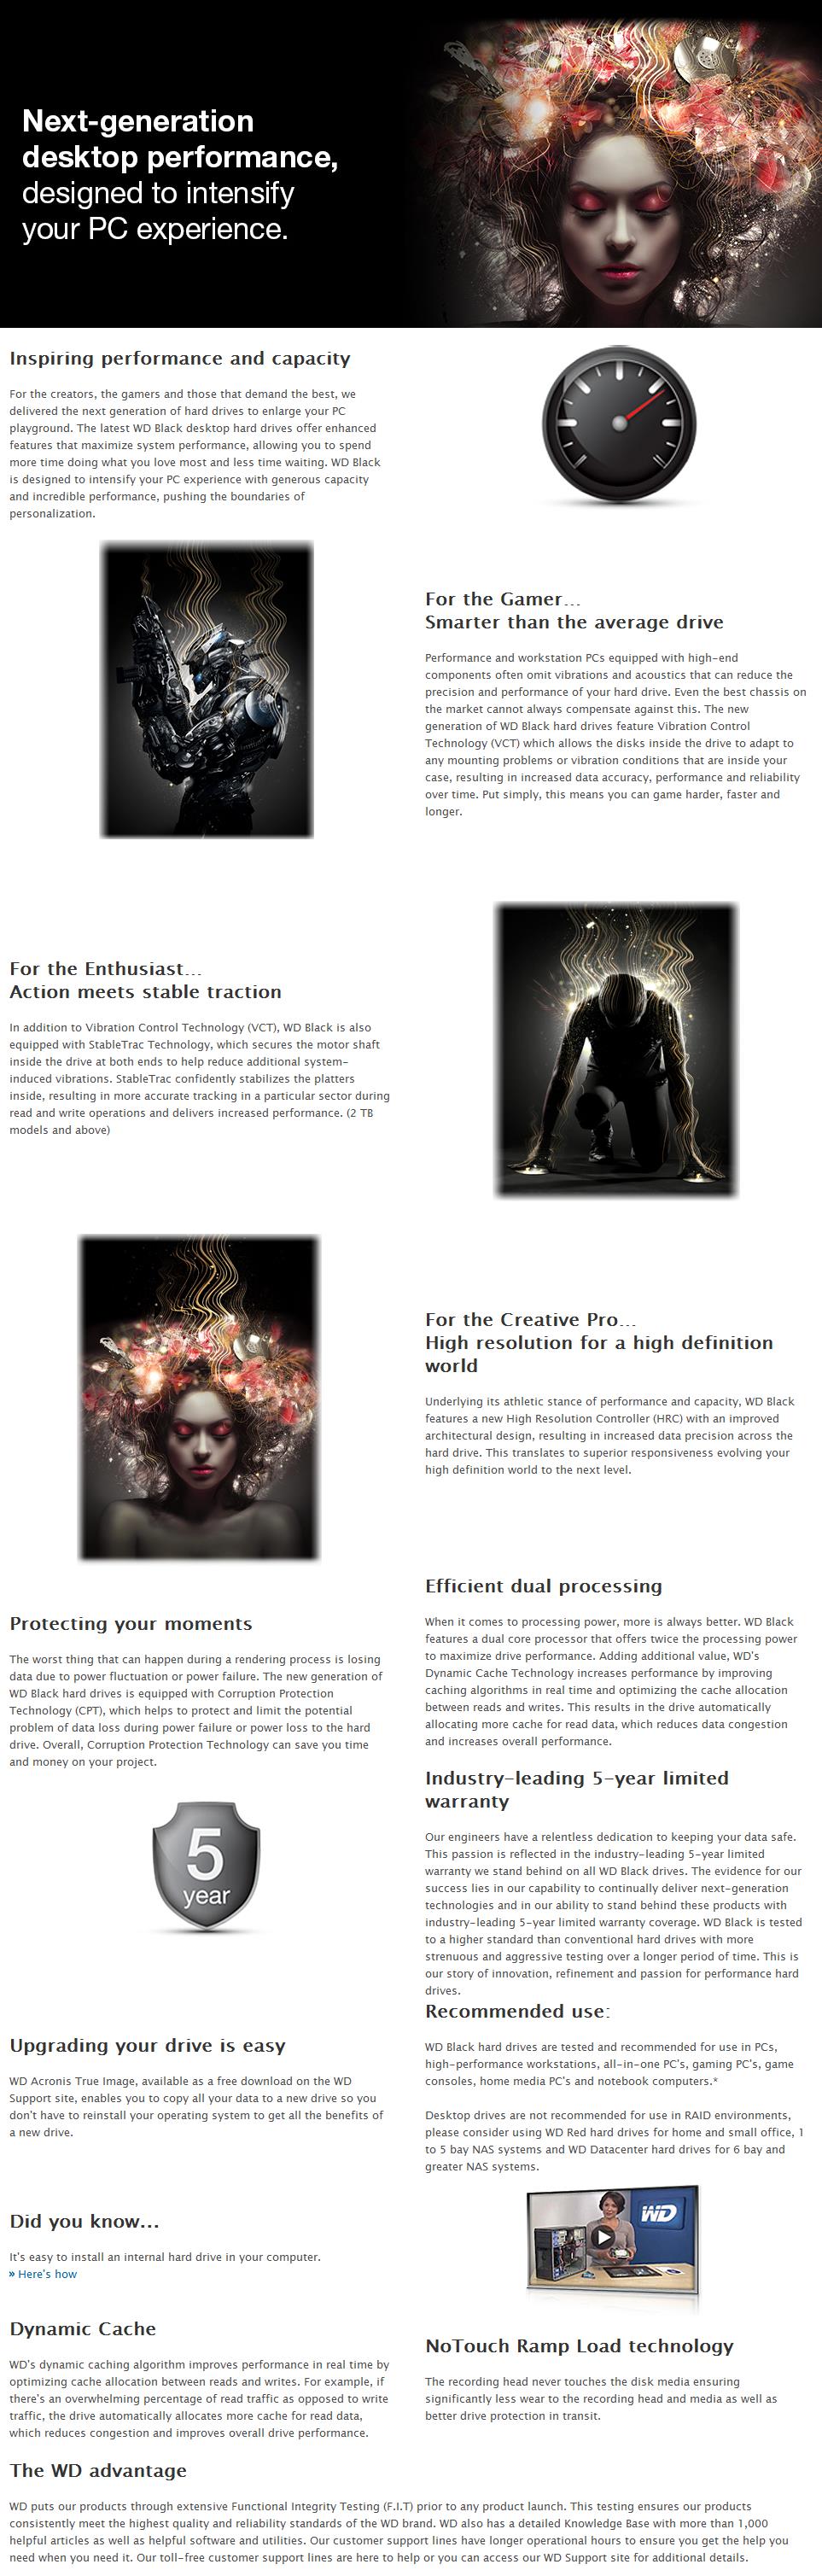 Next-generation
desktop performance,
designed to intensify
your PC experience.
Inspiring performance and capacity
For the creators, the gamers and those that demand the best, we
delivered the next generation of hard drives to enlarge your PC
playground. The latest WD Black desktop hard drives offer enhanced
features that maximize system performance, allowing you to spend
more time doing what you love most and less time waiting. WD Black
is designed to intensify your PC experience with generous capacity
and incredible performance, pushing the boundaries of
personalization.
For the Gamer...
Smarter than the average drive
Performance and workstation PCs equipped with high-end
components often omit vibrations and acoustics that can reduce the
precision and performance of your hard drive. Even the best chassis on
the market cannot always compensate against this. The new
generation of WD Black hard drives feature Vibration Control
Technology (VCT) which allows the disks inside the drive to adapt to
any mounting problems or vibration conditions that are inside your
case, resulting in increased data accuracy, performance and reliability
over time. Put simply, this means you can game harder, faster and
longer.
For the Enthusiast...
Action meets stable traction
In addition to Vibration Control Technology (VCT), WD Black is also
equipped with StableTrac Technology, which secures the motor shaft
inside the drive at both ends to help reduce additional system-
induced vibrations. StableTrac confidently stabilizes the platters
inside, resulting in more accurate tracking in a particular sector during
read and write operations and delivers increased performance. (2 TB
models and above)
For the Creative Pro...
High resolution for a high definition
world
Underlying its athletic stance of performance and capacity, WD Black
features a new High Resolution Controller (HRC) with an improved
architectural design, resulting in increased data precision across the
hard drive. This translates to superior responsiveness evolving your
high definition world to the next level.
Protecting your moments
The worst thing that can happen during a rendering process is losing
data due to power fluctuation or power failure. The new generation of
WD Black hard drives is equipped with Corruption Protection
Technology (CPT), which helps to protect and limit the potential
problem of data loss during power failure or power loss to the hard
drive. Overall, Corruption Protection Technology can save you time
and money on your project.
Efficient dual processing
When it comes to processing power, more is always better. WD Black
features a dual core processor that offers twice the processing power
to maximize drive performance. Adding additional value, WD's
Dynamic Cache Technology increases performance by improving
caching algorithms in real time and optimizing the cache allocation
between reads and writes. This results in the drive automatically
allocating more cache for read data, which reduces data congestion
and increases overall performance.
5
year
Industry-leading 5-year limited
warranty
Our engineers have a relentless dedication to keeping your data safe.
This passion is reflected in the industry-leading 5-year limited
warranty we stand behind on all WD Black drives. The evidence for our
success lies in our capability to continually deliver next-generation
technologies and in our ability to stand behind these products with
industry-leading 5-year limited warranty coverage. WD Black is tested
to a higher standard than conventional hard drives with more
strenuous and aggressive testing over a longer period of time. This is
our story of innovation, refinement and passion for performance hard
drives.
Upgrading your drive is easy
WD Acronis True Image, available as a free download on the WD
Support site, enables you to copy all your data to a new drive so you
don't have to reinstall your operating system to get all the benefits of
a new drive.
Recommended use:
WD Black hard drives are tested and recommended for use in PCs,
high-performance workstations, all-in-one PC's, gaming PC's, game
consoles, home media PC's and notebook computers.*
Desktop drives are not recommended for use in RAID environments,
please consider using WD Red hard drives for home and small office, 1
to 5 bay NAS systems and WD Datacenter hard drives for 6 bay and
greater NAS systems.
Did you know...
It's easy to install an internal hard drive in your computer.
» Here's how
WD
Dynamic Cache
WD's dynamic caching algorithm improves performance in real time by
optimizing cache allocation between reads and writes. For example, if
there's an overwhelming percentage of read traffic as opposed to write
traffic, the drive automatically allocates more cache for read data,
which reduces congestion and improves overall drive performance.
NoTouch Ramp Load technology
The recording head never touches the disk media ensuring
significantly less wear to the recording head and media as well as
better drive protection in transit.
The WD advantage
WD puts our products through extensive Functional Integrity Testing (F.I.T) prior to any product launch. This testing ensures our products
consistently meet the highest quality and reliability standards of the WD brand. WD also has a detailed Knowledge Base with more than 1,000
helpful articles as well as helpful software and utilities. Our customer support lines have longer operational hours to ensure you get the help you
need when you need it. Our toll-free customer support lines are here to help or you can access our WD Support site for additional details.